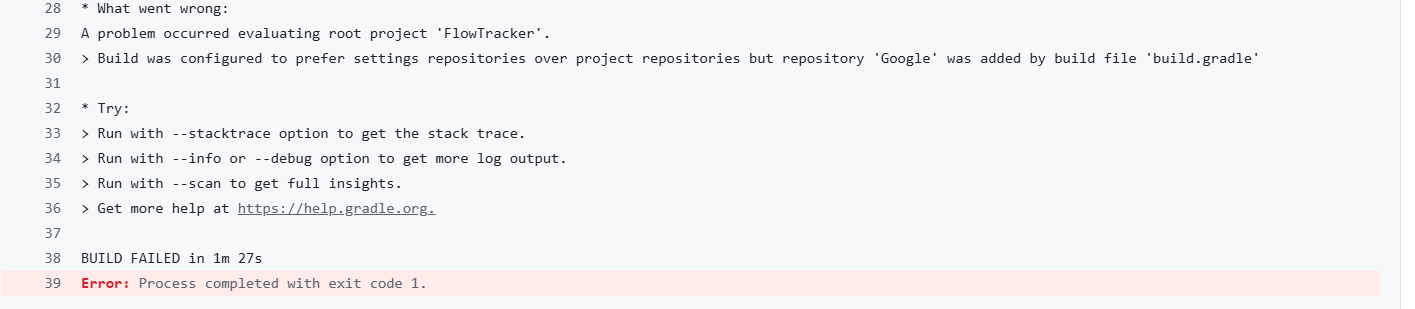 28 * What went wrong:
29 A problem occurred evaluating root project 'FlowTracker'.
30 > Build was configured to prefer settings repositories over project repositories but repository 'Google' was added by build file 'build.gradle'
31
32 * Try:
33 > Run with --stacktrace option to get the stack trace.
34 > Run with --info or --debug option to get more log output.
35 > Run with --scan to get full insights.
36 > Get more help at https://help.gradle.org.
37
38 BUILD FAILED in 1m 27s
39 Error: Process completed with exit code 1.